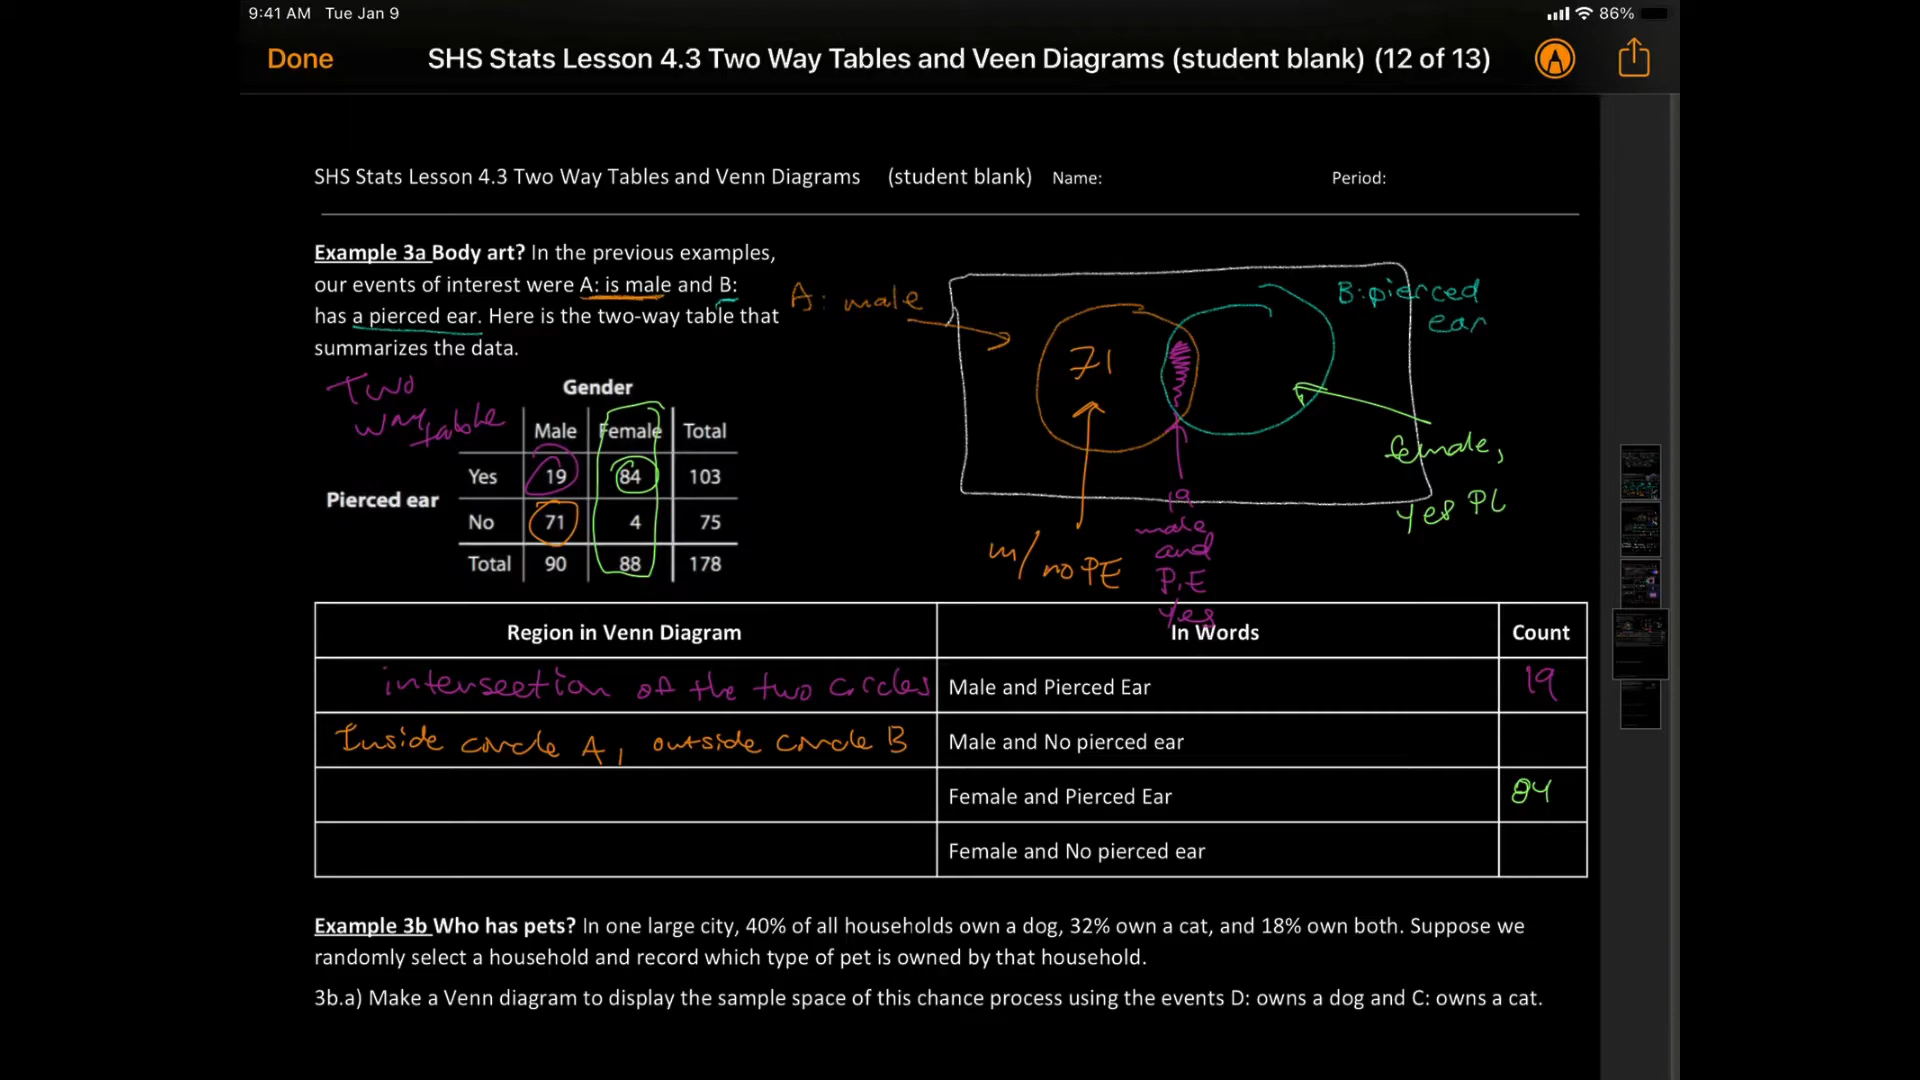 9:41 AM Tue Jan 9
86%
Done
SHS Stats Lesson 4.3 Two Way Tables and Veen Diagrams (student blank) (12 of 13)
SHS Stats Lesson 4.3 Two Way Tables and Venn Diagrams (student blank) Name: Period:
Example 3a Body art? In the previous examples,
our events of interest were A: is male and B:
has a pierced ear. Here is the two-way table that
summarizes the data.
A: male
B: pierced
ear
71
Two
way table
Gender
Male Female Total
Pierced ear
Yes 19 84 103
No 71 4 75
Total 90 88 178
female,
yes
m/no PE
19
male
and
P.E
Yes
Region in Venn Diagram In Words Count
intersection of the two circles Male and Pierced Ear 19
Inside circle A, outside circle B Male and No pierced ear
Female and Pierced Ear 84
Female and No pierced ear
Example 3b Who has pets? In one large city, 40% of all households own a dog, 32% own a cat, and 18% own both. Suppose we
randomly select a household and record which type of pet is owned by that household.
3b.a) Make a Venn diagram to display the sample space of this chance process using the events D: owns a dog and C: owns a cat.